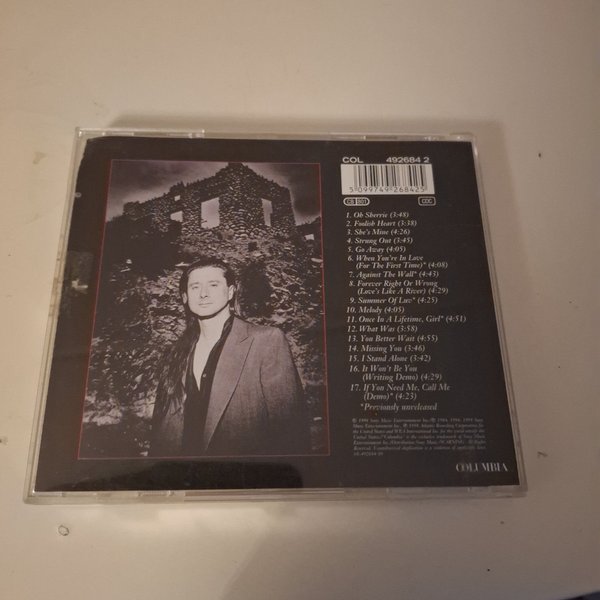 COL 492684 2
5 099749 268425
CB 801 CDC
1. Oh Sherrie (3:48)
2. Foolish Heart (3:38)
3. She's Mine (4:26)
4. Strung Out (3:45)
5. Go Away (4:05)
6. When You're In Love
(For The First Time)* (4:08)
7. Against The Wall* (4:43)
8. Forever Right Or Wrong
(Love's Like A River) (4:29)
9. Summer Of Luv* (4:25)
10. Melody (4:05)
11. Once In A Lifetime, Girl* (4:51)
12. What Was (3:58)
13. You Better Wait (4:55)
14. Missing You (3:46)
15. I Stand Alone (3:42)
16. It Won't Be You
(Writing Demo) (4:29)
17. If You Need Me, Call Me
(Demo)* (4:23)
*Previously unreleased
COLUMBIA